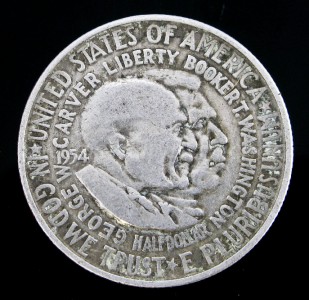 UNITED STATES OF AMERICA
IN GOD WE TRUST ★ E PLURIBUS UNUM
GEORGE W. CARVER LIBERTY BOOKER T. WASHINGTON
1954
HALF DOLLAR